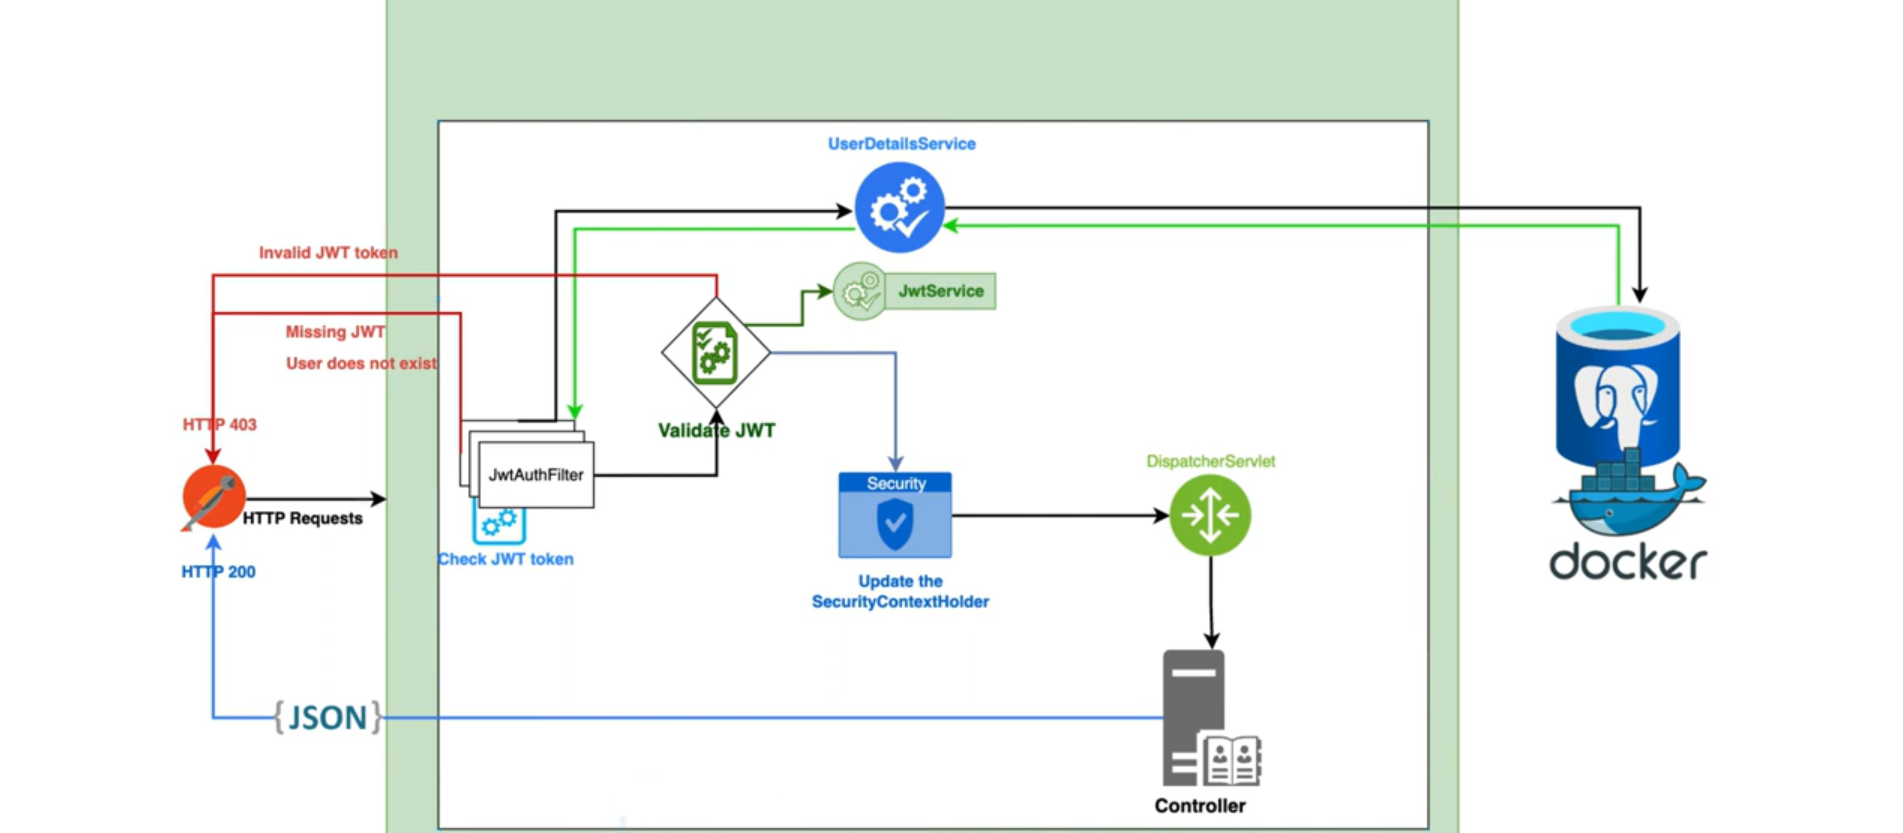 UserDetailsService
Invalid JWT token
JwtService
Missing JWT
User does not exist
HTTP 403
Validate JWT
JwtAuthFilter
DispatcherServlet
Security
HTTP Requests
Check JWT token
docker
HTTP 200
Update the
SecurityContextHolder
{JSON}
Controller